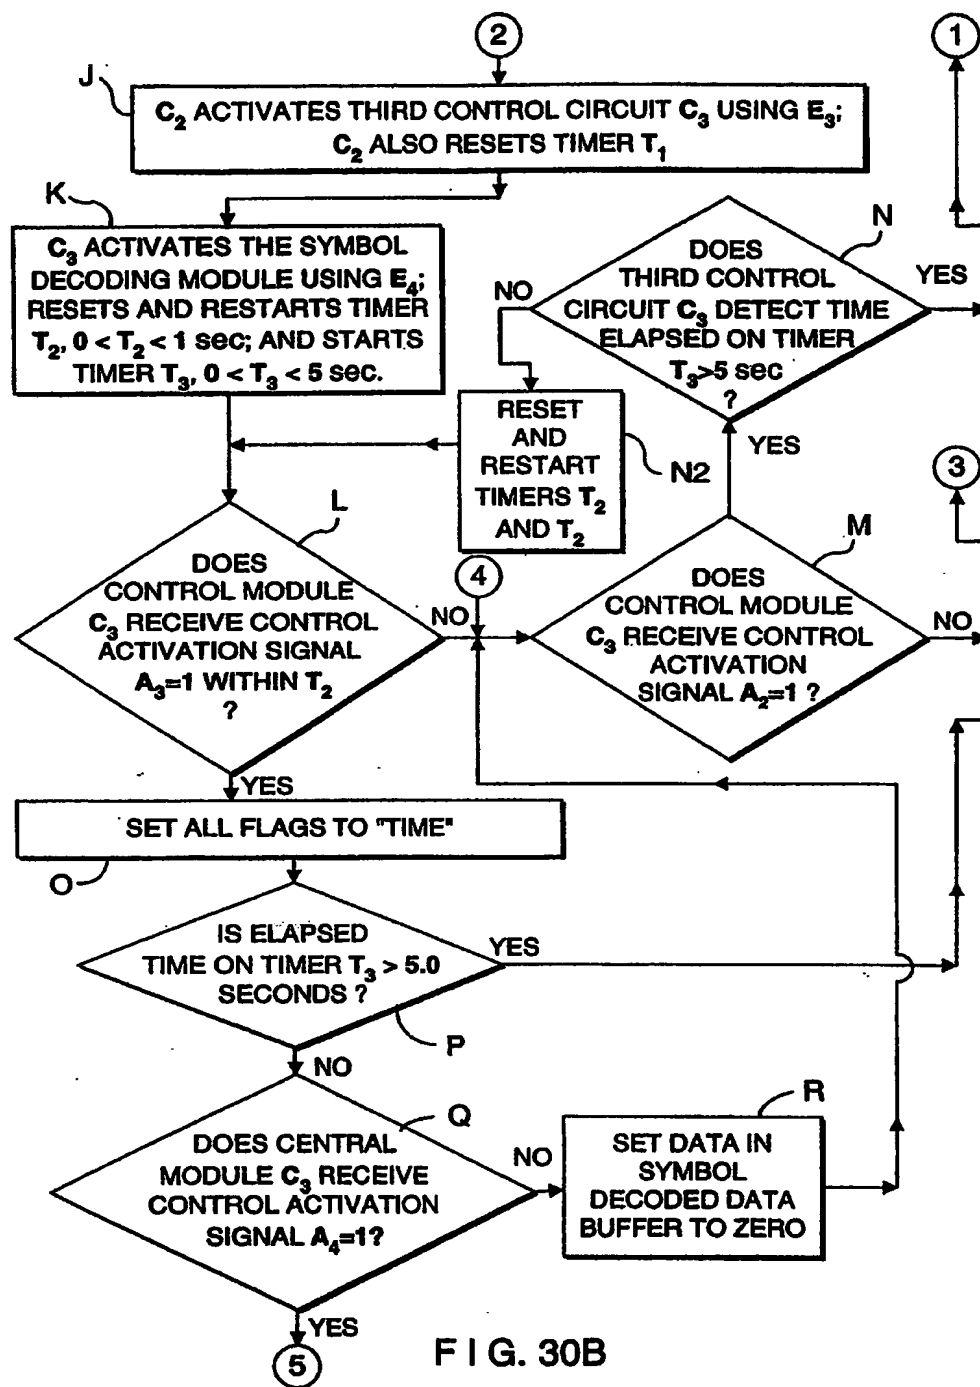 2
1
J
C2 ACTIVATES THIRD CONTROL CIRCUIT C3 USING E3;
C2 ALSO RESETS TIMER T1
K
C3 ACTIVATES THE SYMBOL
DECODING MODULE USING E4;
RESETS AND RESTARTS TIMER
T2, 0 < T2 < 1 sec; AND STARTS
TIMER T3, 0 < T3 < 5 sec.
N
DOES
THIRD CONTROL
CIRCUIT C3 DETECT TIME
ELAPSED ON TIMER
T3>5 sec
?
NO
YES
YES
RESET
AND
RESTART
TIMERS T2
AND T2
N2
3
L
DOES
CONTROL MODULE
C3 RECEIVE CONTROL
ACTIVATION SIGNAL
A3=1 WITHIN T2
?
NO
4
M
DOES
CONTROL MODULE
C3 RECEIVE CONTROL
ACTIVATION
SIGNAL A2=1 ?
NO
YES
SET ALL FLAGS TO "TIME"
O
IS ELAPSED
TIME ON TIMER T3 > 5.0
SECONDS ?
YES
P
NO
Q
DOES CENTRAL
MODULE C3 RECEIVE
CONTROL ACTIVATION
SIGNAL A4=1?
NO
R
SET DATA IN
SYMBOL
DECODED DATA
BUFFER TO ZERO
YES
5
FIG. 30B